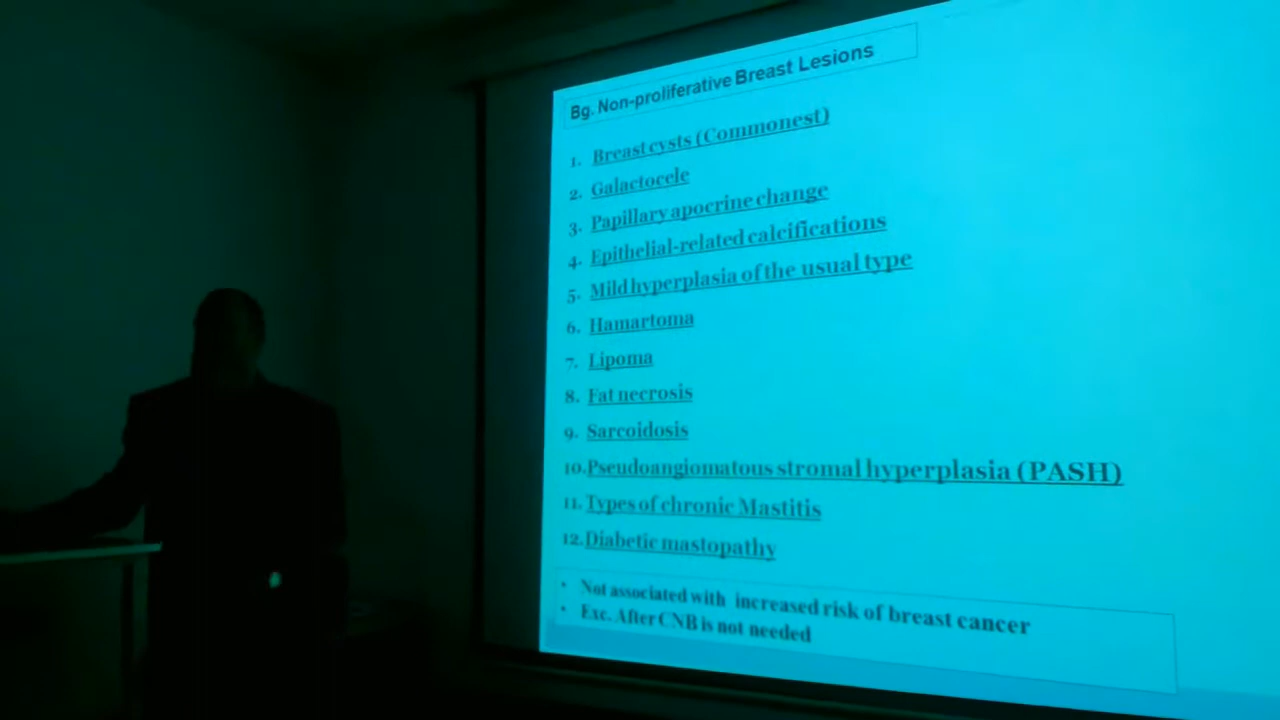 Bg. Non-proliferative Breast Lesions
1. Breast cysts (Commonest)
2. Galactocele
3. Papillary apocrine change
4. Epithelial-related calcifications
5. Mild hyperplasia of the usual type
6. Hamartoma
7. Lipoma
8. Fat necrosis
9. Sarcoidosis
10. Pseudoangiomatous stromal hyperplasia (PASH)
11. Types of chronic Mastitis
12. Diabetic mastopathy
• Not associated with increased risk of breast cancer
• Exc. After CNB is not needed